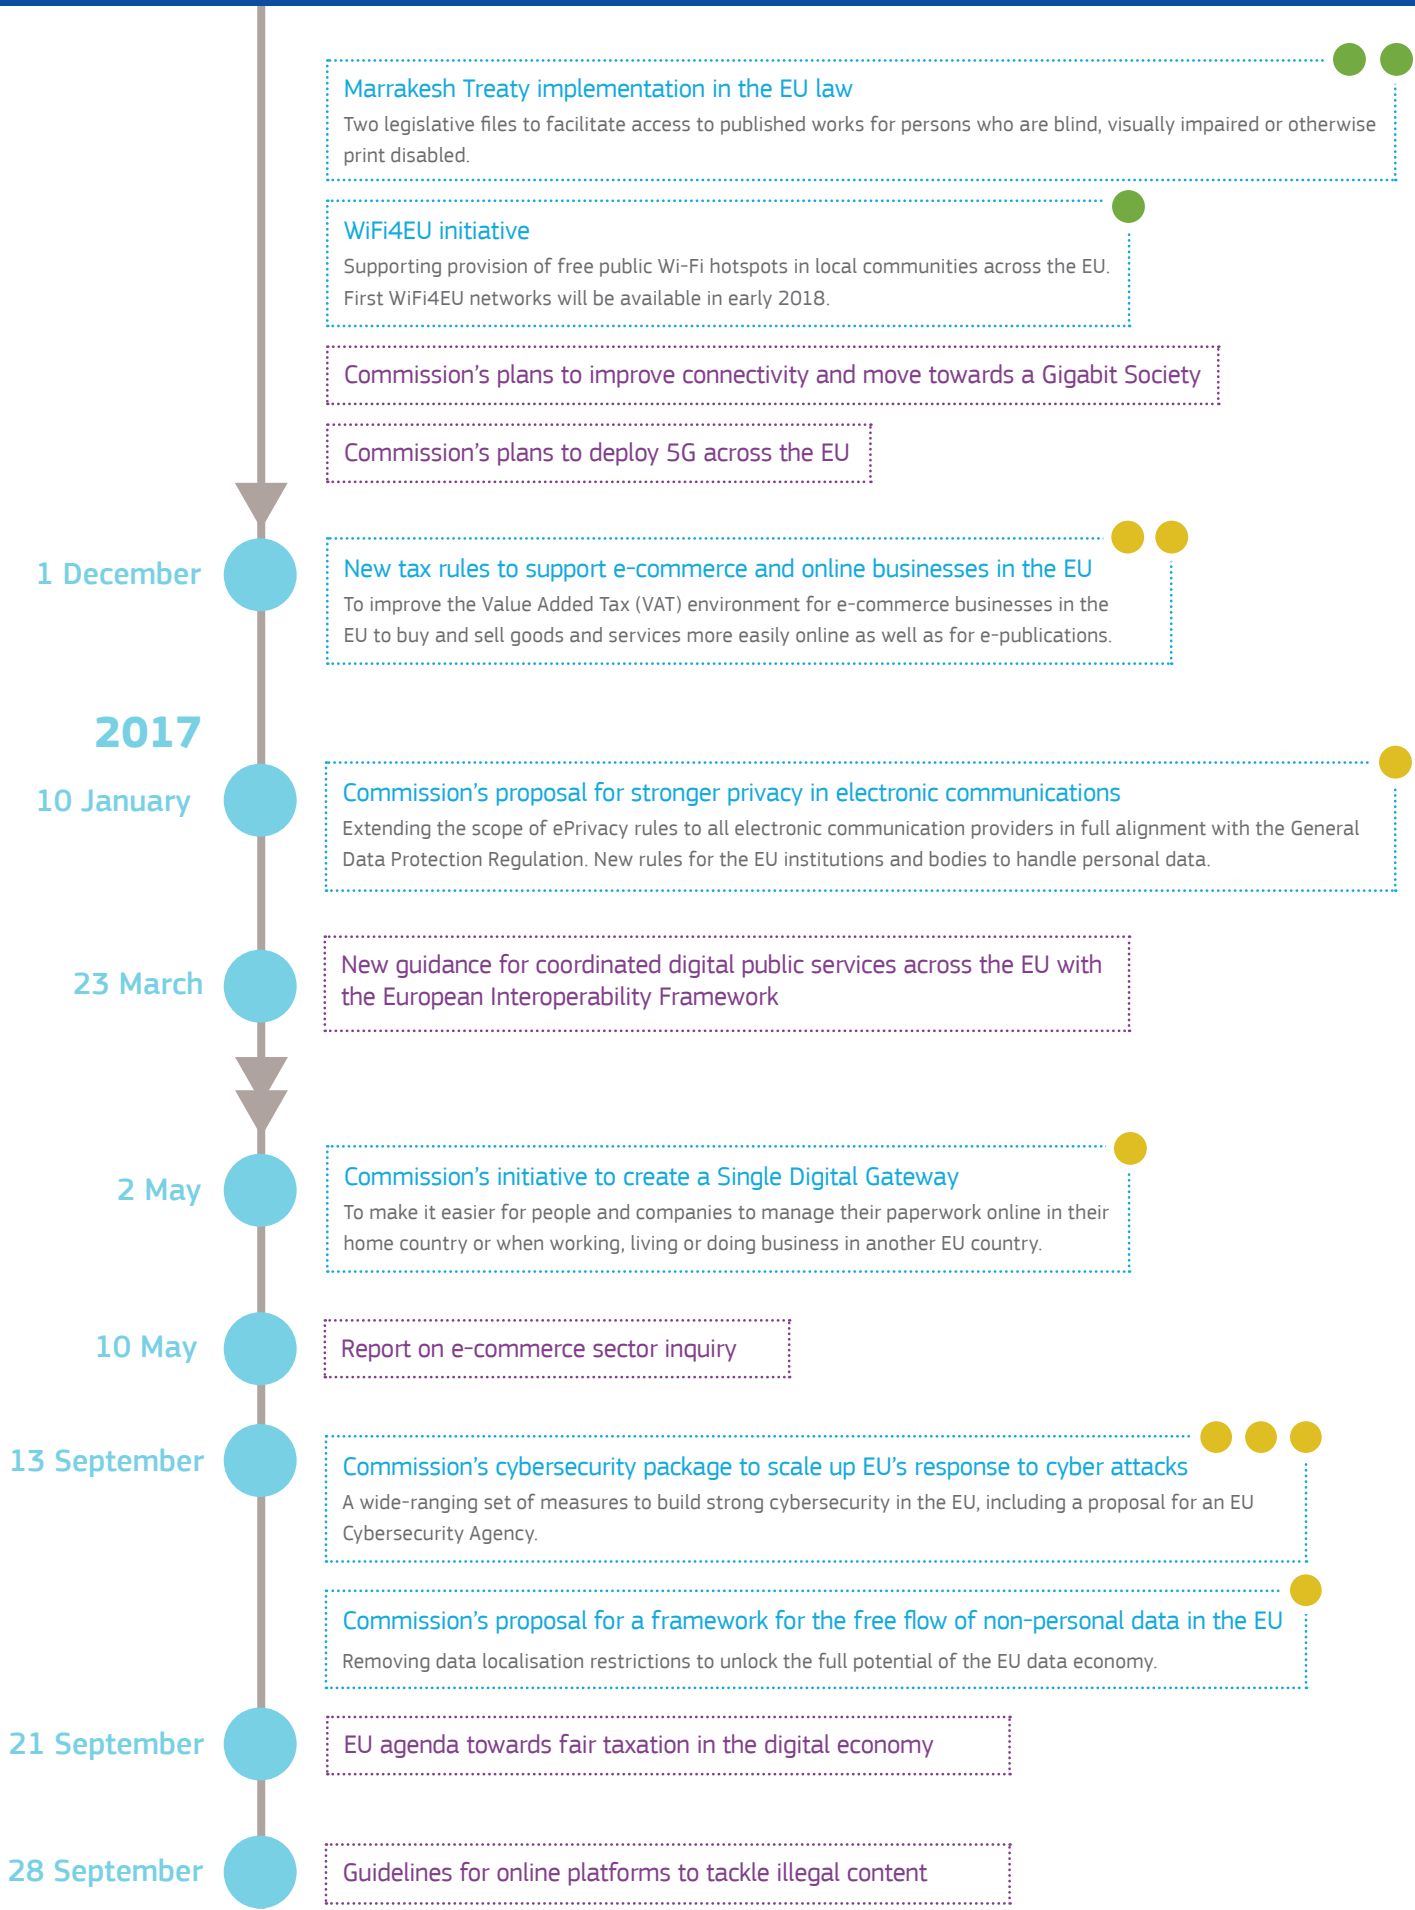 Marrakesh Treaty implementation in the EU law
Two legislative files to facilitate access to published works for persons who are blind, visually impaired or otherwise
print disabled.
WiFi4EU initiative
Supporting provision of free public Wi-Fi hotspots in local communities across the EU.
First WiFi4EU networks will be available in early 2018.
Commission's plans to improve connectivity and move towards a Gigabit Society
Commission's plans to deploy 5G across the EU
1 December
New tax rules to support e-commerce and online businesses in the EU
To improve the Value Added Tax (VAT) environment for e-commerce businesses in the
EU to buy and sell goods and services more easily online as well as for e-publications.
2017
10 January
Commission's proposal for stronger privacy in electronic communications
Extending the scope of ePrivacy rules to all electronic communication providers in full alignment with the General
Data Protection Regulation. New rules for the EU institutions and bodies to handle personal data.
23 March
New guidance for coordinated digital public services across the EU with
the European Interoperability Framework
2 May
Commission's initiative to create a Single Digital Gateway
To make it easier for people and companies to manage their paperwork online in their
home country or when working, living or doing business in another EU country.
10 May
Report on e-commerce sector inquiry
13 September
Commission's cybersecurity package to scale up EU's response to cyber attacks
A wide-ranging set of measures to build strong cybersecurity in the EU, including a proposal for an EU
Cybersecurity Agency.
Commission's proposal for a framework for the free flow of non-personal data in the EU
Removing data localisation restrictions to unlock the full potential of the EU data economy.
21 September
EU agenda towards fair taxation in the digital economy
28 September
Guidelines for online platforms to tackle illegal content